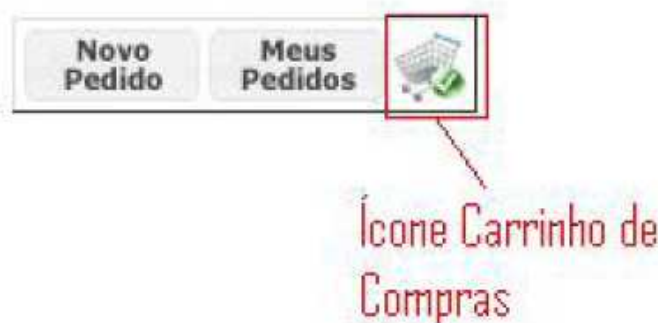 Novo
Pedido
Meus
Pedidos
Ícone Carrinho de
Compras